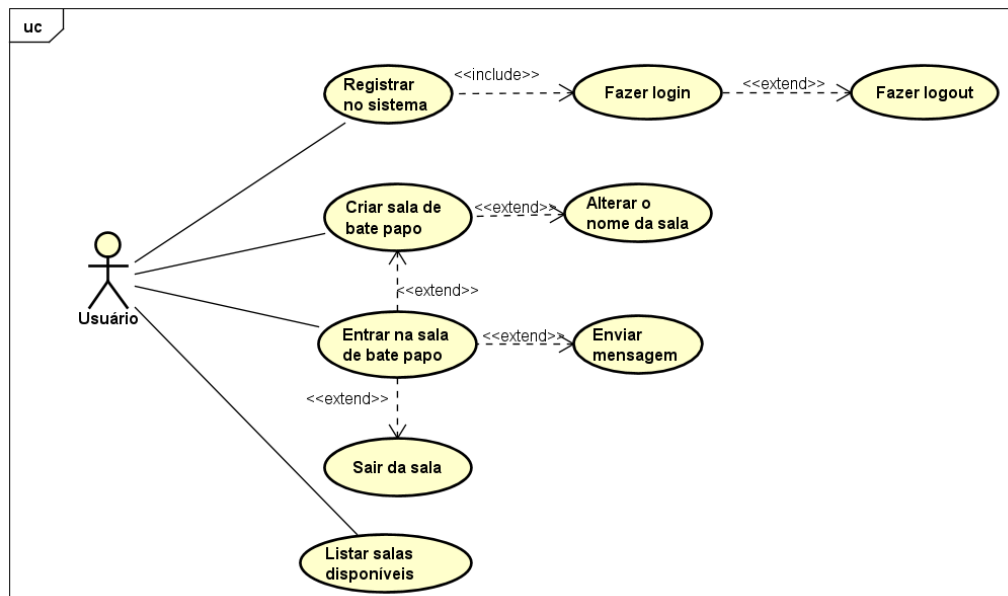 uc
Registrar
no sistema
<<include>>
Fazer login
<<extend>>
Fazer logout
Criar sala de
bate papo
<<extend>>
Alterar o
nome da sala
Usuário
<<extend>>
Entrar na sala
de bate papo
<<extend>>
Enviar
mensagem
<<extend>>
Sair da sala
Listar salas
disponíveis